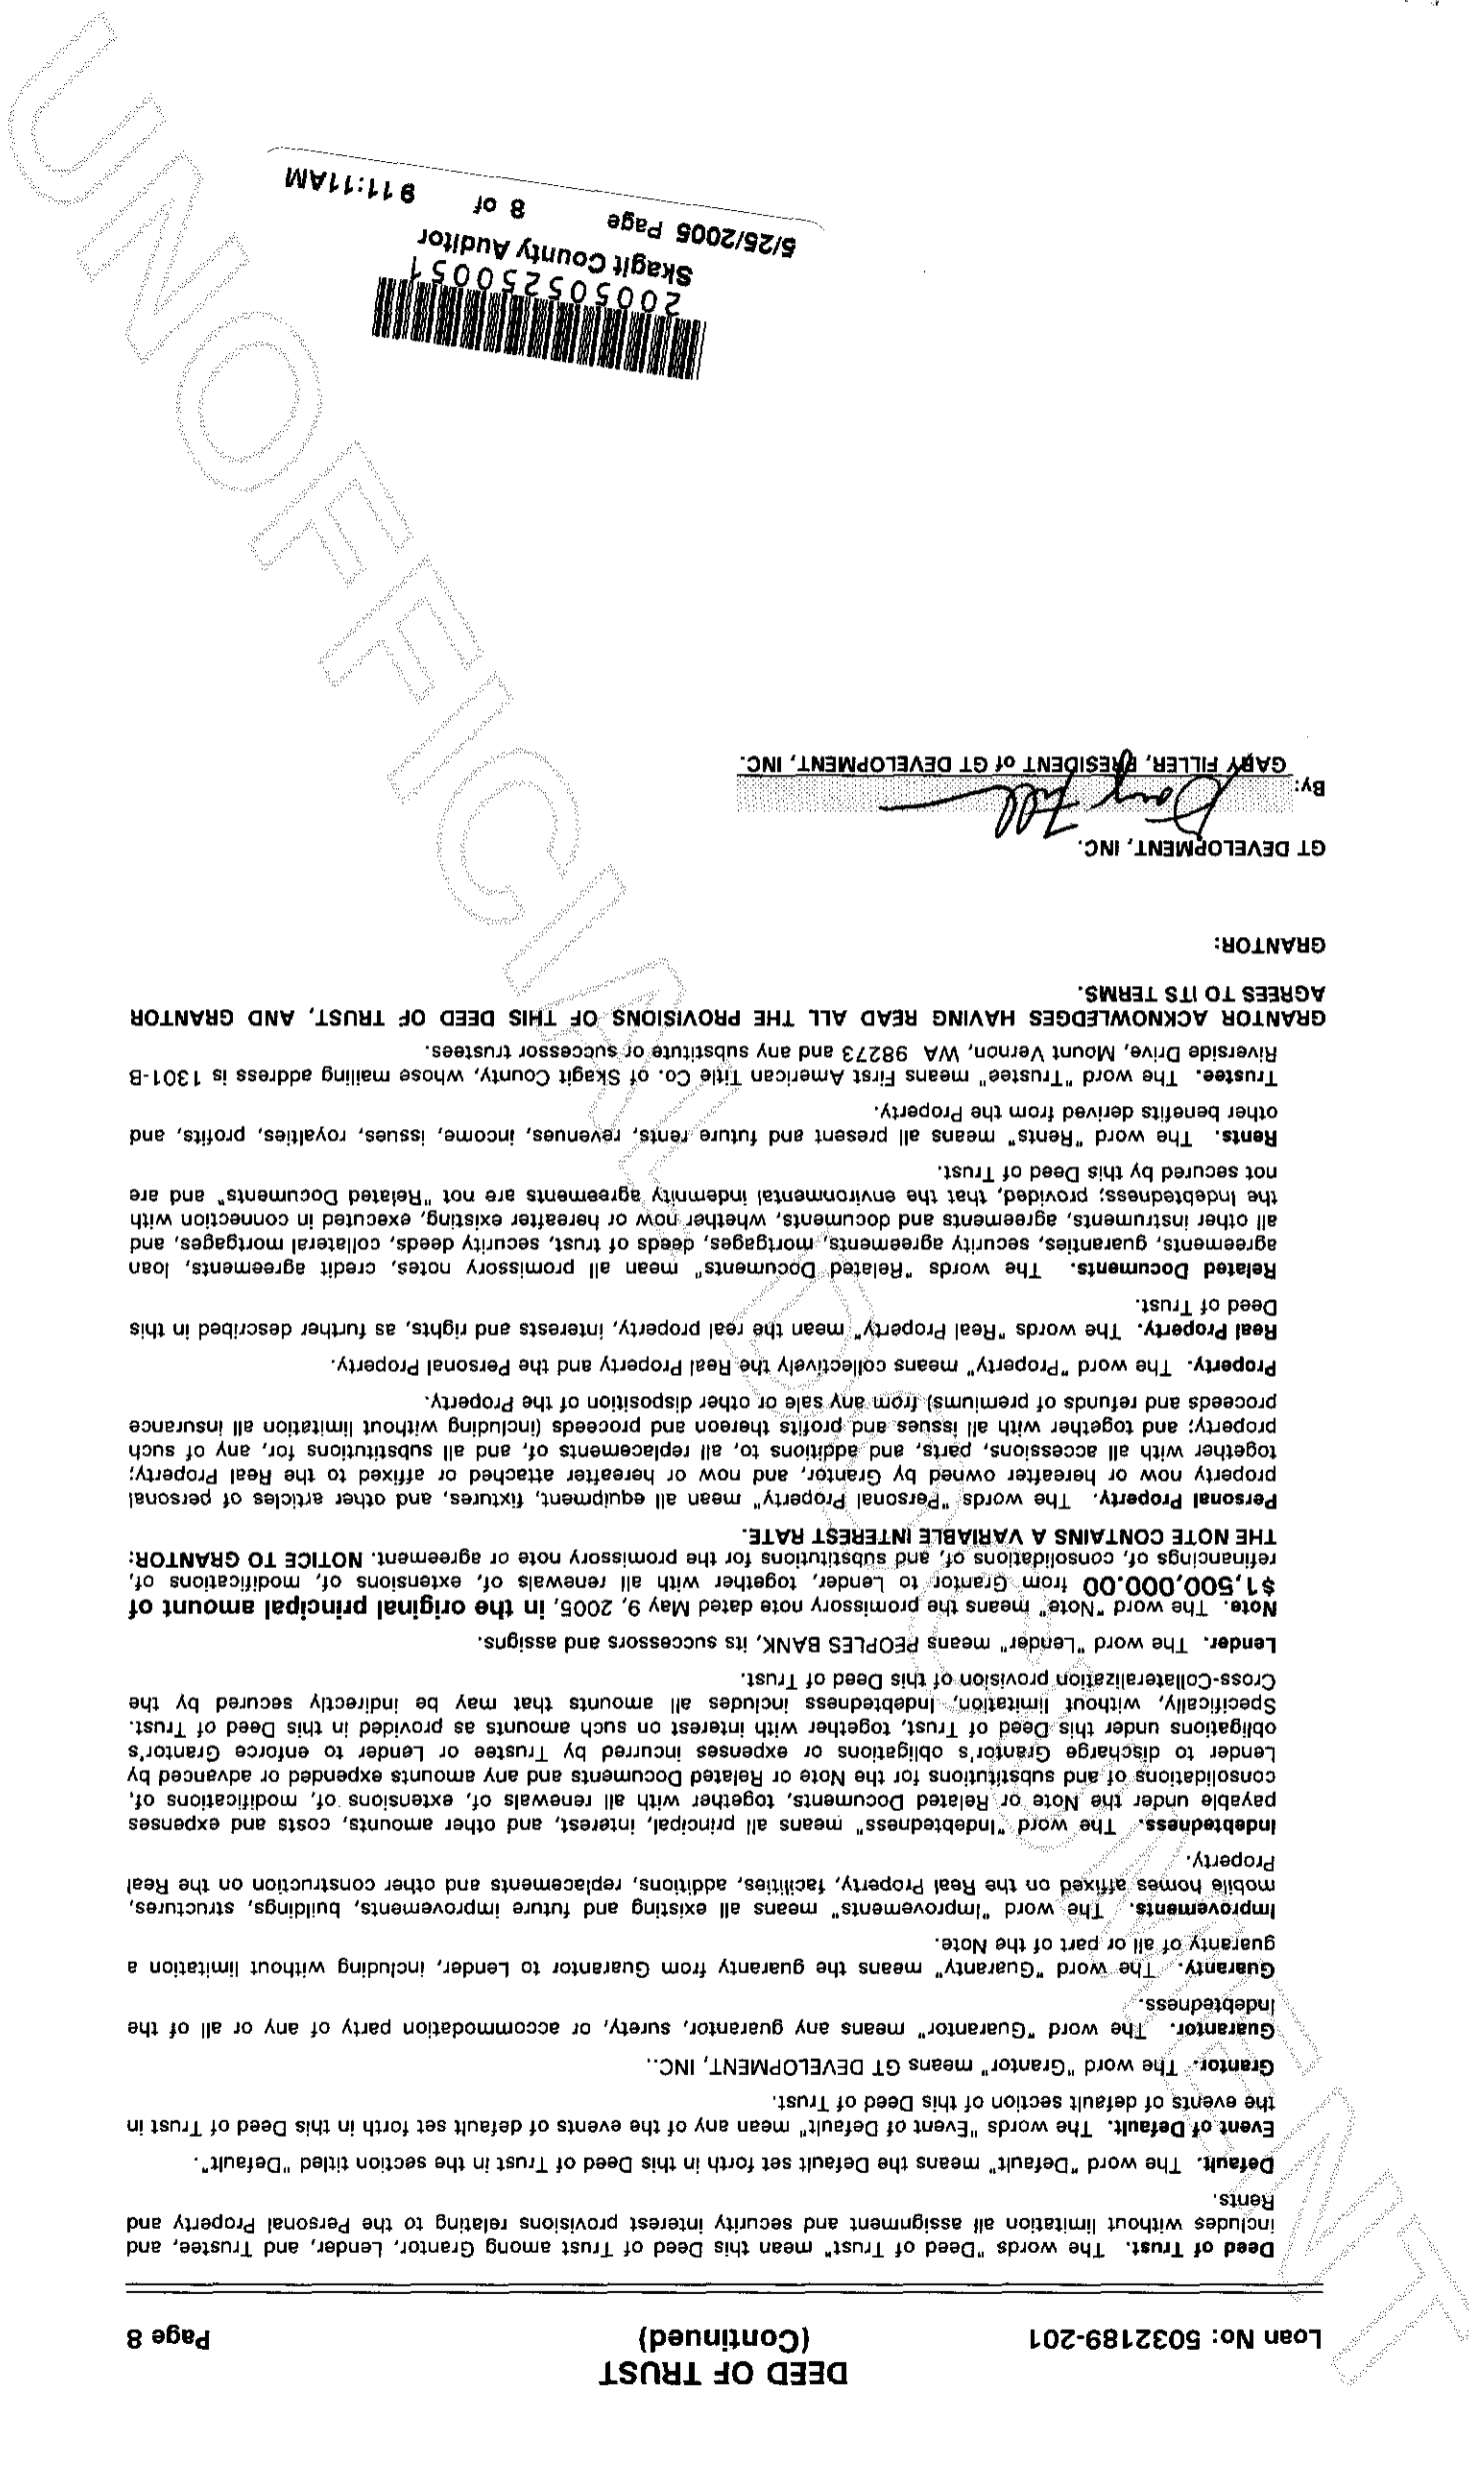 DEED OF TRUST
Loan No: 5032189-201 (Continued) Page 8
Deed of Trust. The words "Deed of Trust" mean this Deed of Trust among Grantor, Lender, and Trustee, and
includes without limitation all assignment and security interest provisions relating to the Personal Property and
Rents.
Default. The word "Default" means the Default set forth in this Deed of Trust in the section titled "Default".
Event of Default. The words "Event of Default" mean any of the events of default set forth in this Deed of Trust in
the events of default section of this Deed of Trust.
Grantor. The word "Grantor" means GT DEVELOPMENT, INC..
Guarantor. The word "Guarantor" means any guarantor, surety, or accommodation party of any or all of the
Indebtedness.
Guaranty. The word "Guaranty" means the guaranty from Guarantor to Lender, including without limitation a
guaranty of all or part of the Note.
Improvements. The word "Improvements" means all existing and future improvements, buildings, structures,
mobile homes affixed on the Real Property, facilities, additions, replacements and other construction on the Real
Property.
Indebtedness. The word "Indebtedness" means all principal, interest, and other amounts, costs and expenses
payable under the Note or Related Documents, together with all renewals of, extensions of, modifications of,
consolidations of and substitutions for the Note or Related Documents and any amounts expended or advanced by
Lender to discharge Grantor's obligations or expenses incurred by Trustee or Lender to enforce Grantor's
obligations under this Deed of Trust, together with interest on such amounts as provided in this Deed of Trust.
Specifically, without limitation, Indebtedness includes all amounts that may be indirectly secured by the
Cross-Collateralization provision of this Deed of Trust.
Lender. The word "Lender" means PEOPLES BANK, its successors and assigns.
Note. The word "Note" means the promissory note dated May 9, 2005, in the original principal amount of
$1,500,000.00 from Grantor to Lender, together with all renewals of, extensions of, modifications of,
refinancings of, consolidations of, and substitutions for the promissory note or agreement. NOTICE TO GRANTOR:
THE NOTE CONTAINS A VARIABLE INTEREST RATE.
Personal Property. The words "Personal Property" mean all equipment, fixtures, and other articles of personal
property now or hereafter owned by Grantor, and now or hereafter attached or affixed to the Real Property;
together with all accessions, parts, and additions to, all replacements of, and all substitutions for, any of such
property; and together with all issues and profits thereon and proceeds (including without limitation all insurance
proceeds and refunds of premiums) from any sale or other disposition of the Property.
Property. The word "Property" means collectively the Real Property and the Personal Property.
Real Property. The words "Real Property" mean the real property, interests and rights, as further described in this
Deed of Trust.
Related Documents. The words "Related Documents" mean all promissory notes, credit agreements, loan
agreements, guaranties, security agreements, mortgages, deeds of trust, security deeds, collateral mortgages, and
all other instruments, agreements and documents, whether now or hereafter existing, executed in connection with
the Indebtedness; provided, that the environmental indemnity agreements are not "Related Documents" and are
not secured by this Deed of Trust.
Rents. The word "Rents" means all present and future rents, revenues, income, issues, royalties, profits, and
other benefits derived from the Property.
Trustee. The word "Trustee" means First American Title Co. of Skagit County, whose mailing address is 1301-B
Riverside Drive, Mount Vernon, WA 98273 and any substitute or successor trustees.
GRANTOR ACKNOWLEDGES HAVING READ ALL THE PROVISIONS OF THIS DEED OF TRUST, AND GRANTOR
AGREES TO ITS TERMS.
GRANTOR:
GT DEVELOPMENT, INC.
By: Gary Filler
GARY FILLER, PRESIDENT of GT DEVELOPMENT, INC.
200505250051
Skagit County Auditor
5/25/2005 Page 8 of 9 11:11AM
UNOFFICIAL DOCUMENT